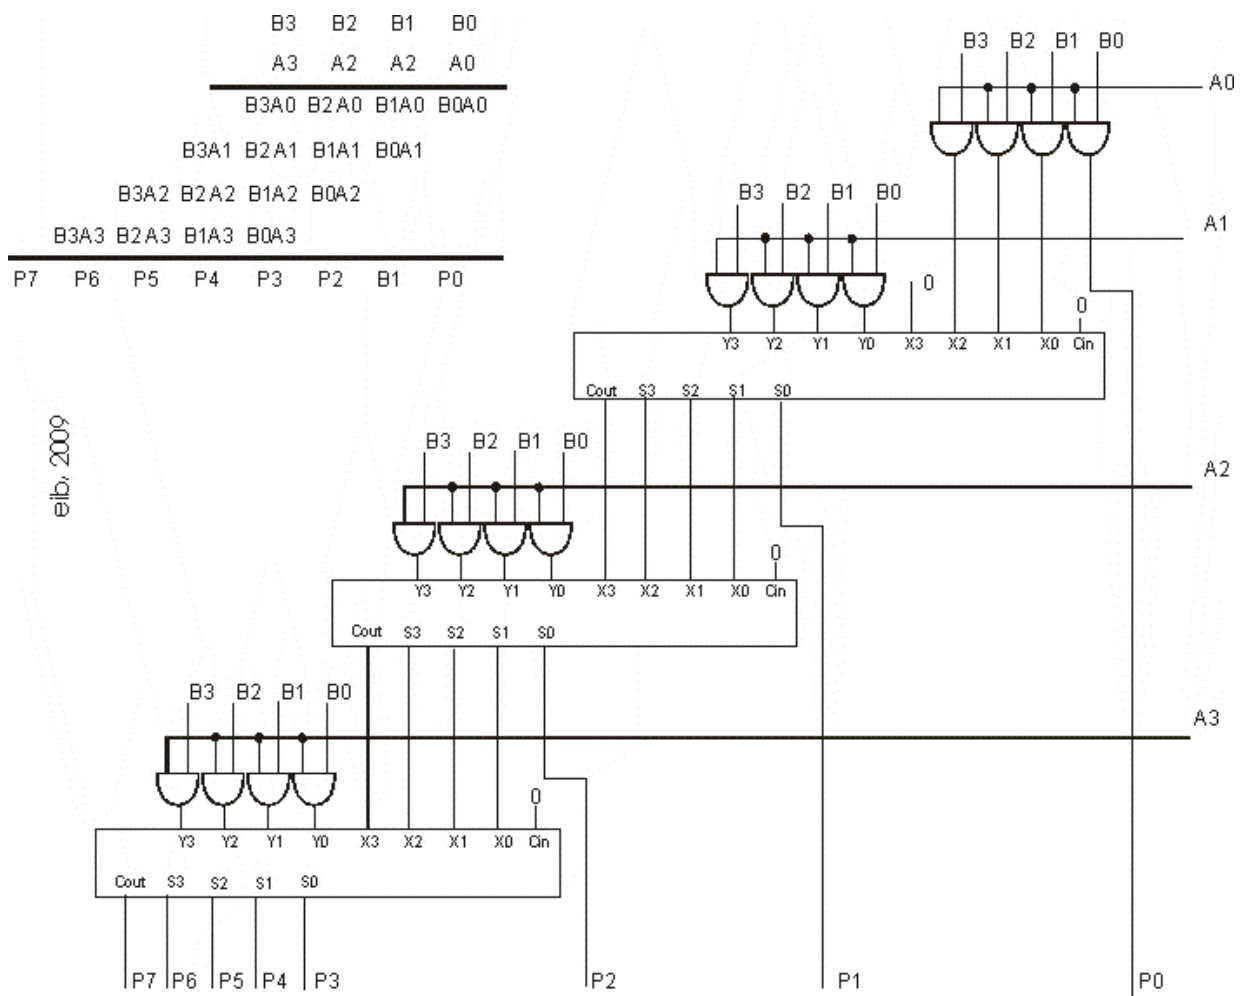 B3 B2 B1 B0
A3 A2 A2 A0
B3A0 B2A0 B1A0 B0A0
B3A1 B2A1 B1A1 B0A1
B3A2 B2A2 B1A2 B0A2
B3A3 B2A3 B1A3 B0A3
P7 P6 P5 P4 P3 P2 B1 P0
B3 B2 B1 B0
A0
B3 B2 B1 B0
A1
0
0
Y3 Y2 Y1 Y0 X3 X2 X1 X0 Cin
Cout S3 S2 S1 S0
eib, 2009
B3 B2 B1 B0
A2
0
Y3 Y2 Y1 Y0 X3 X2 X1 X0 Cin
Cout S3 S2 S1 S0
B3 B2 B1 B0
A3
0
Y3 Y2 Y1 Y0 X3 X2 X1 X0 Cin
Cout S3 S2 S1 S0
P7 P6 P5 P4 P3 P2 P1 P0